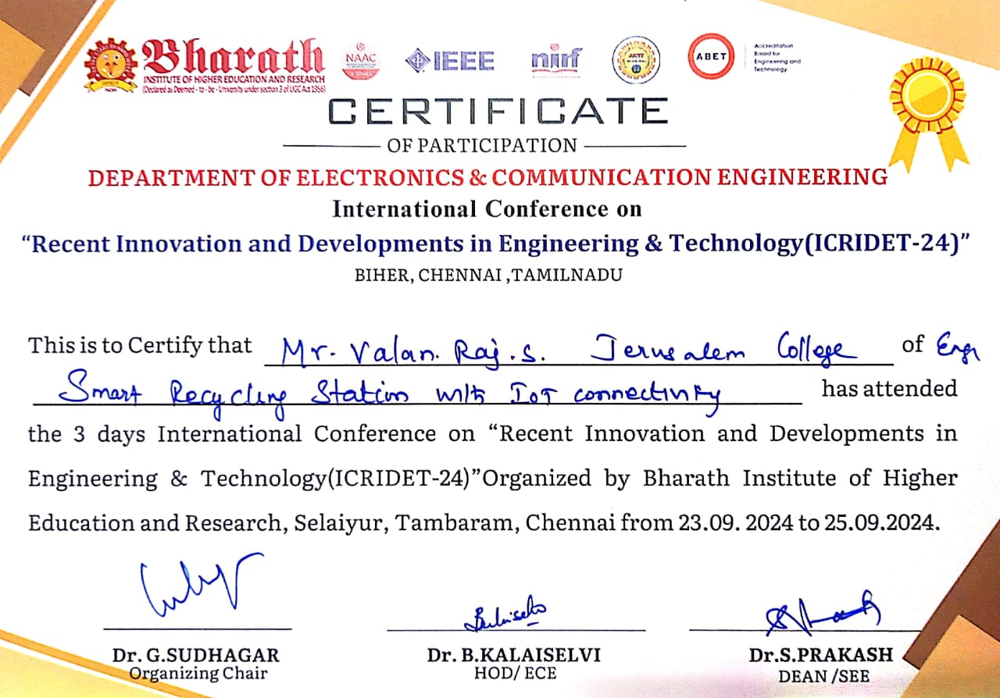 Bharath
INSTITUTE OF HIGHER EDUCATION AND RESEARCH
(Declared as Deemed - to - be - University under section 3 of UGC Act 1956)
NAAC
IEEE
nirf
AICTE
ABET
Accreditation
Board for
Engineering and
Technology
CERTIFICATE
OF PARTICIPATION
DEPARTMENT OF ELECTRONICS & COMMUNICATION ENGINEERING
International Conference on
“Recent Innovation and Developments in Engineering & Technology(ICRIDET-24)”
BIHER, CHENNAI ,TAMILNADU
This is to Certify that Mr. Valan. Raj .S. Jerusalem College of Engr
Smart Recycling Station with IoT connectivity has attended
the 3 days International Conference on “Recent Innovation and Developments in
Engineering & Technology(ICRIDET-24)”Organized by Bharath Institute of Higher
Education and Research, Selaiyur, Tambaram, Chennai from 23.09. 2024 to 25.09.2024.
Dr. G.SUDHAGAR
Organizing Chair
Dr. B.KALAISELVI
HOD/ ECE
Dr.S.PRAKASH
DEAN /SEE